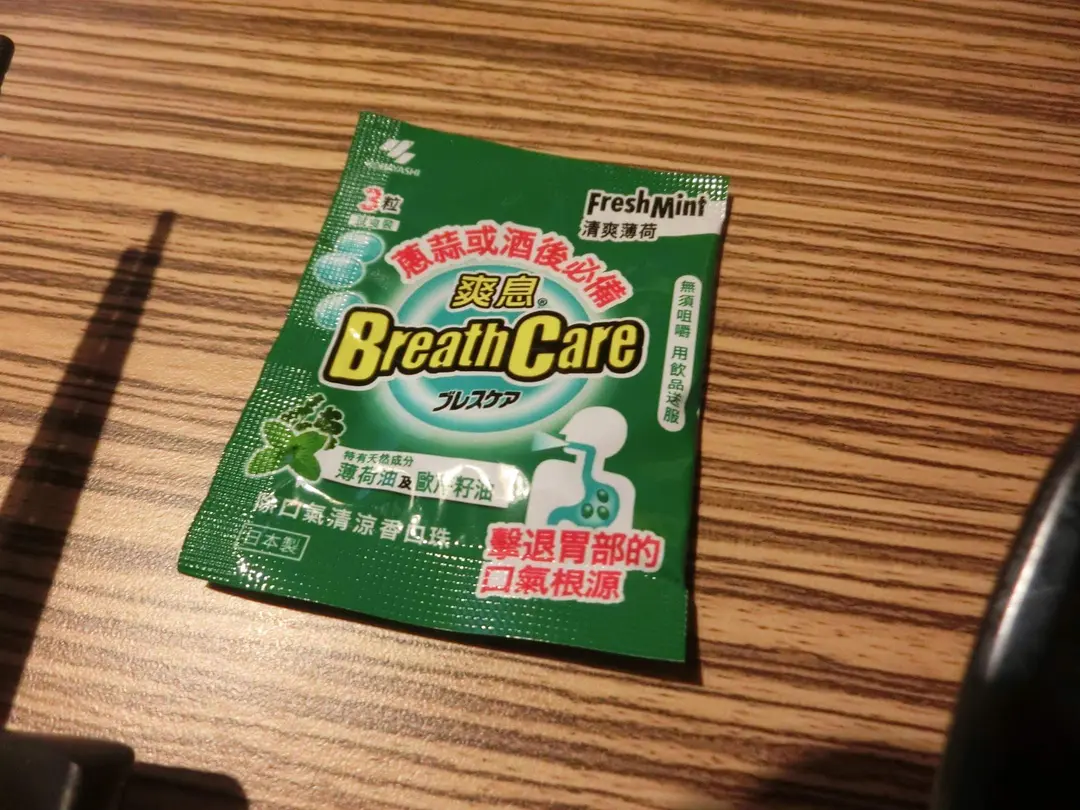 KOBAYASHI
3粒
FreshMint
清爽薄荷
蔥蒜或酒後必備
爽息®
BreathCare
ブレスケア
無須咀嚼 用飲品送服
特有天然成分
薄荷油及歐芹籽油
除口氣清涼香口珠
日本製
擊退胃部的
口氣根源